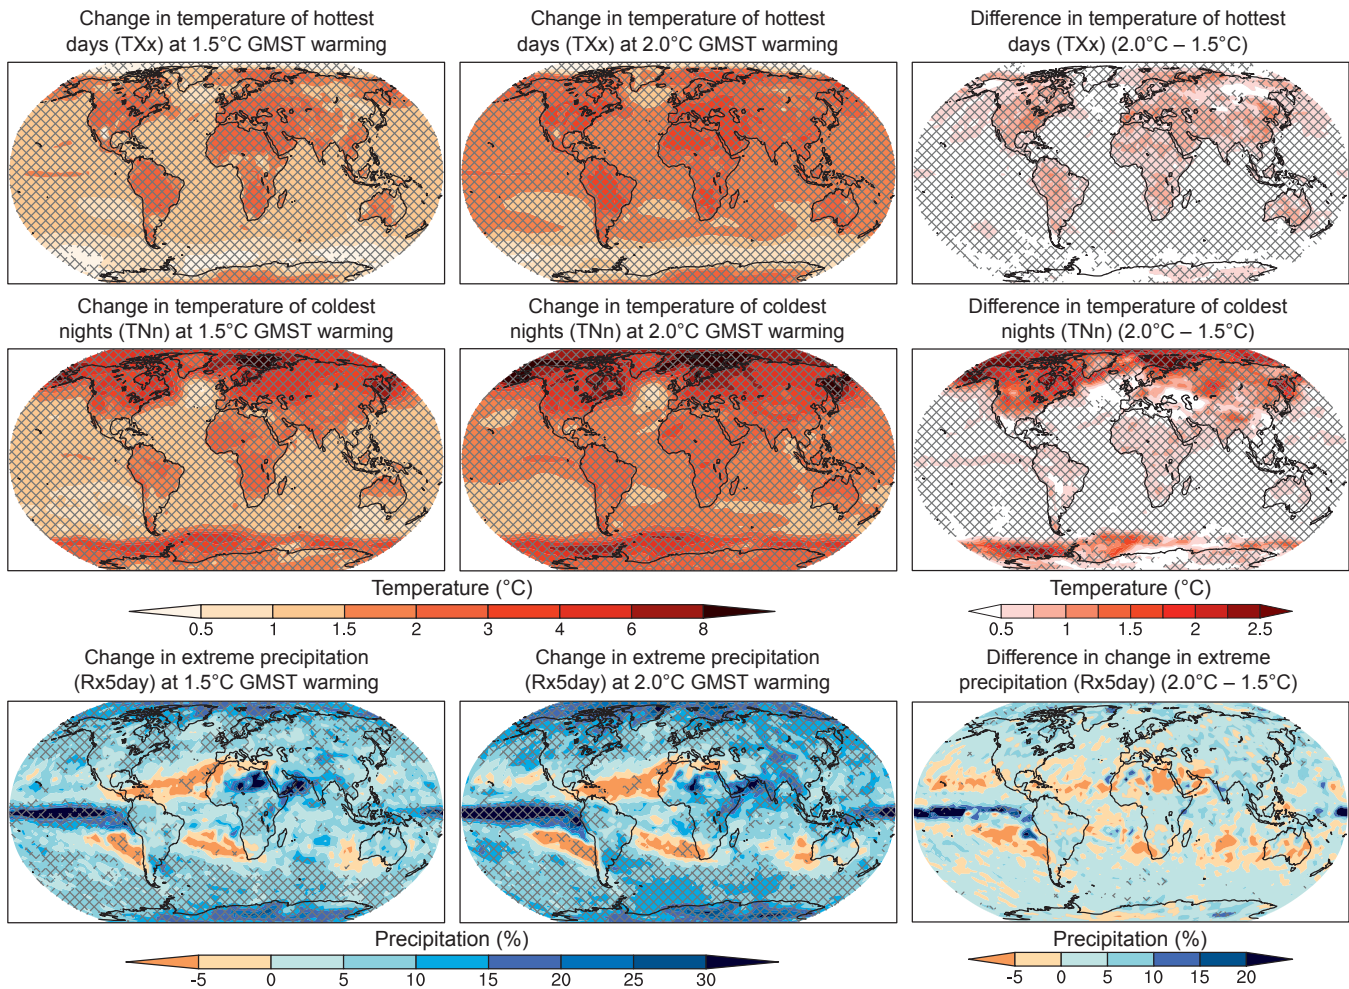 Change in temperature of hottest
days (TXx) at 1.5°C GMST warming
Change in temperature of hottest
days (TXx) at 2.0°C GMST warming
Difference in temperature of hottest
days (TXx) (2.0°C – 1.5°C)
Change in temperature of coldest
nights (TNn) at 1.5°C GMST warming
Change in temperature of coldest
nights (TNn) at 2.0°C GMST warming
Difference in temperature of coldest
nights (TNn) (2.0°C – 1.5°C)
Temperature (°C)
0.5 1 1.5 2 3 4 6 8
Temperature (°C)
0.5 1 1.5 2 2.5
Change in extreme precipitation
(Rx5day) at 1.5°C GMST warming
Change in extreme precipitation
(Rx5day) at 2.0°C GMST warming
Difference in change in extreme
precipitation (Rx5day) (2.0°C – 1.5°C)
Precipitation (%)
-5 0 5 10 15 20 25 30
Precipitation (%)
-5 0 5 10 15 20